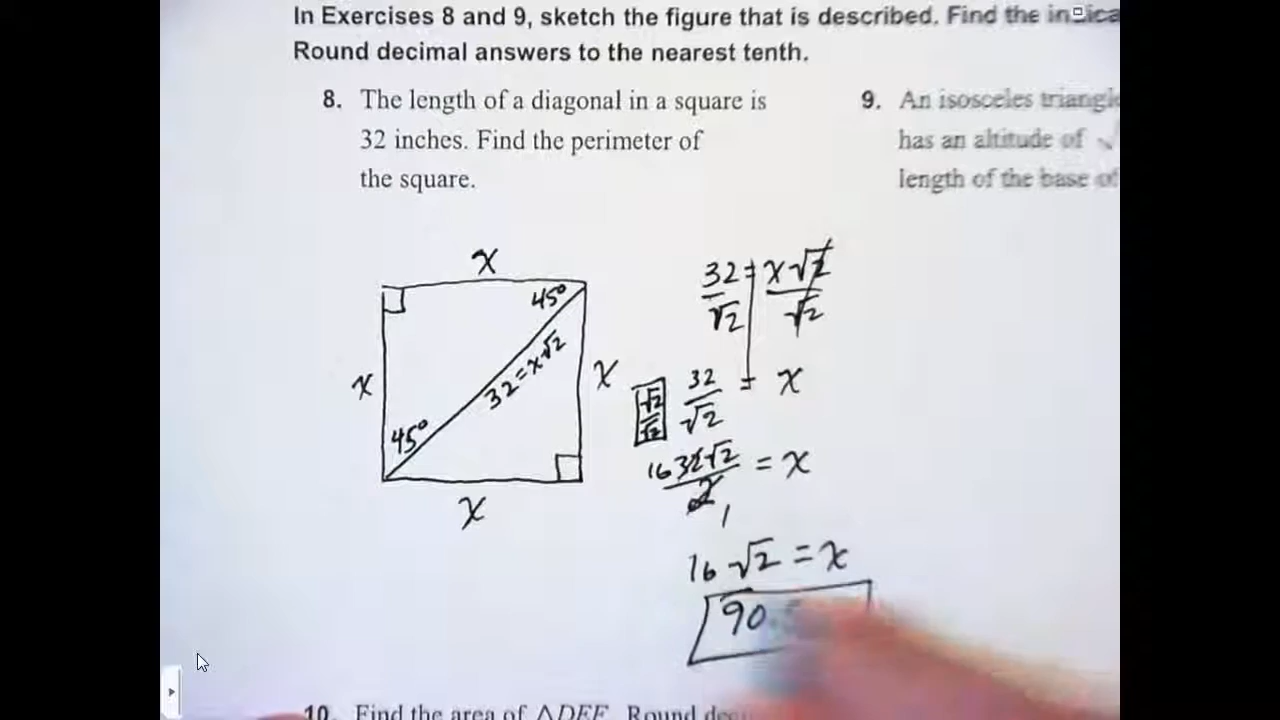 In Exercises 8 and 9, sketch the figure that is described. Find the
Round decimal answers to the nearest tenth.
8. The length of a diagonal in a square is
32 inches. Find the perimeter of
the square.
9. An isosceles triangle
has an altitude of √
length of the base of
x
45°
32 = x√2
x
x
45°
x
32 = x√2
√2 √2
√2 32 = x
√2 √2
16 32√2 = x
2
1
16√2 = x
90.
10. Find the area of △DEF. Round